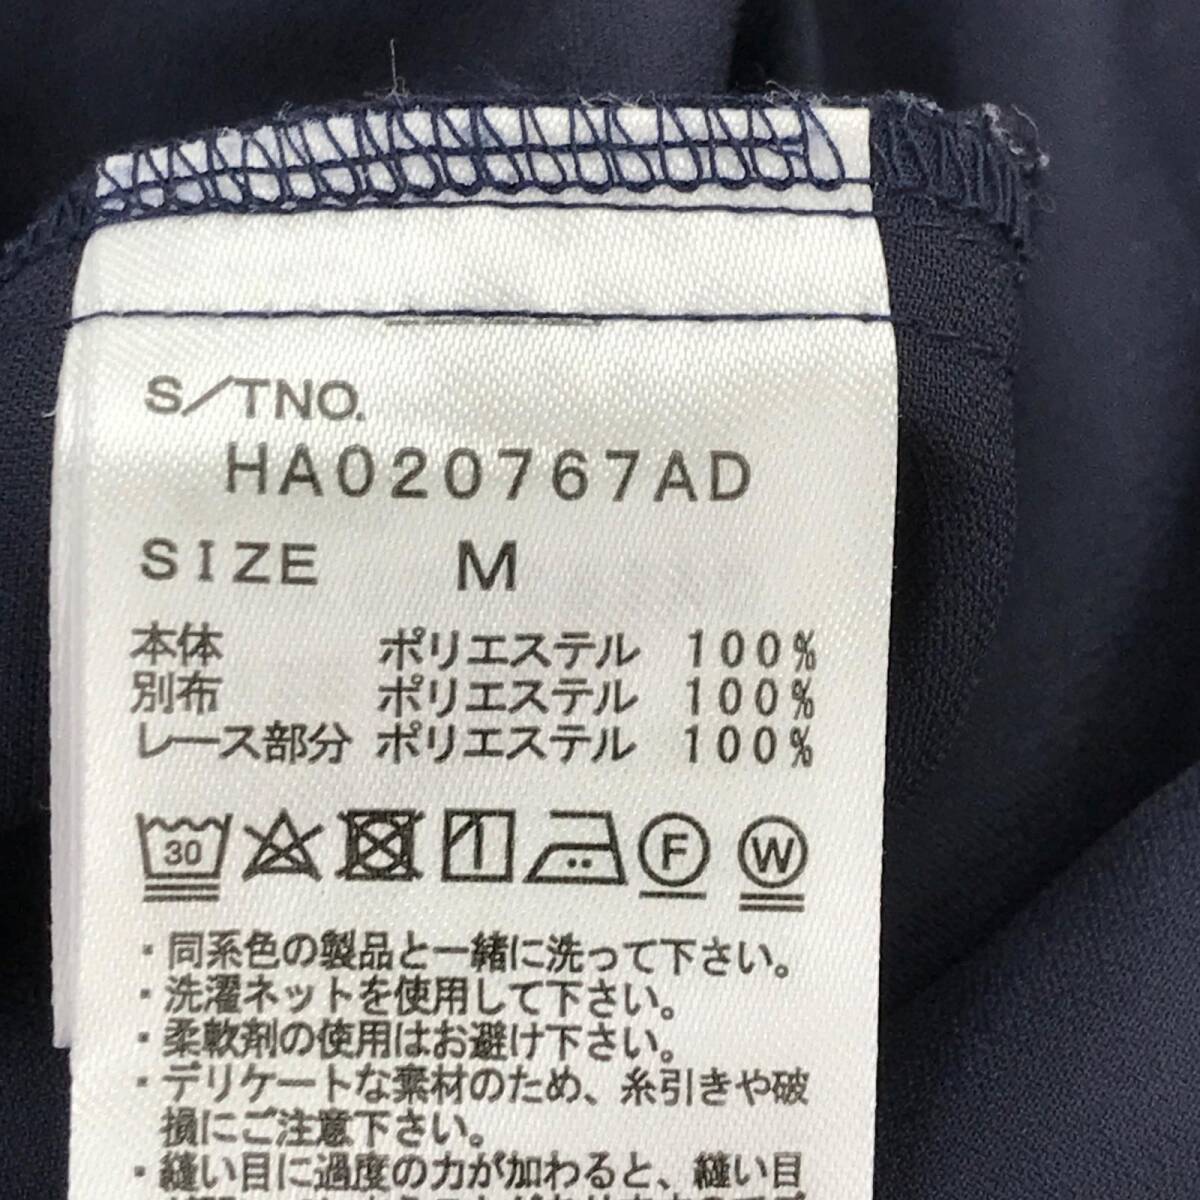 S/TNO.
HA020767AD
SIZE M
本体 ポリエステル 100%
別布 ポリエステル 100%
レース部分 ポリエステル 100%
30 F W
・同系色の製品と一緒に洗って下さい。
・洗濯ネットを使用して下さい。
・柔軟剤の使用はお避け下さい。
・デリケートな素材のため、糸引きや破
損にご注意下さい。
・縫い目に過度の力が加わると、縫い目